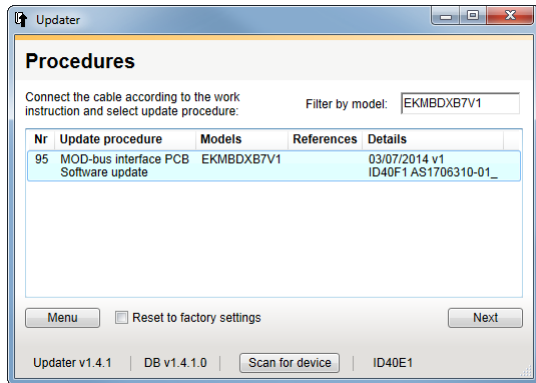 Updater
Procedures
Connect the cable according to the work
instruction and select update procedure:
Filter by model: EKMBDXB7V1
Nr Update procedure Models References Details
95 MOD-bus interface PCB EKMBDXB7V1 03/07/2014 v1
Software update ID40F1 AS1706310-01_
Menu Reset to factory settings Next
Updater v1.4.1 DB v1.4.1.0 Scan for device ID40E1